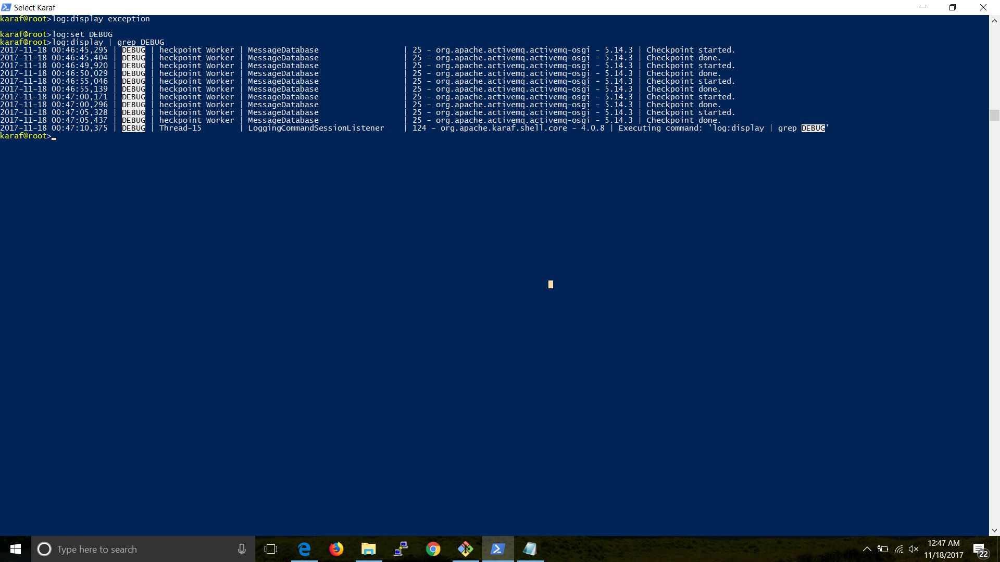 Select Karaf
karaf@root>log:display exception
karaf@root>log:set DEBUG
karaf@root>log:display | grep DEBUG
2017-11-18 00:46:45,295 | DEBUG | heckpoint Worker | MessageDatabase | 25 - org.apache.activemq.activemq-osgi - 5.14.3 | Checkpoint started.
2017-11-18 00:46:45,404 | DEBUG | heckpoint Worker | MessageDatabase | 25 - org.apache.activemq.activemq-osgi - 5.14.3 | Checkpoint done.
2017-11-18 00:46:49,920 | DEBUG | heckpoint Worker | MessageDatabase | 25 - org.apache.activemq.activemq-osgi - 5.14.3 | Checkpoint started.
2017-11-18 00:46:50,029 | DEBUG | heckpoint Worker | MessageDatabase | 25 - org.apache.activemq.activemq-osgi - 5.14.3 | Checkpoint done.
2017-11-18 00:46:55,046 | DEBUG | heckpoint Worker | MessageDatabase | 25 - org.apache.activemq.activemq-osgi - 5.14.3 | Checkpoint started.
2017-11-18 00:46:55,139 | DEBUG | heckpoint Worker | MessageDatabase | 25 - org.apache.activemq.activemq-osgi - 5.14.3 | Checkpoint done.
2017-11-18 00:47:00,171 | DEBUG | heckpoint Worker | MessageDatabase | 25 - org.apache.activemq.activemq-osgi - 5.14.3 | Checkpoint started.
2017-11-18 00:47:00,296 | DEBUG | heckpoint Worker | MessageDatabase | 25 - org.apache.activemq.activemq-osgi - 5.14.3 | Checkpoint done.
2017-11-18 00:47:05,328 | DEBUG | heckpoint Worker | MessageDatabase | 25 - org.apache.activemq.activemq-osgi - 5.14.3 | Checkpoint started.
2017-11-18 00:47:05,437 | DEBUG | heckpoint Worker | MessageDatabase | 25 - org.apache.activemq.activemq-osgi - 5.14.3 | Checkpoint done.
2017-11-18 00:47:10,375 | DEBUG | Thread-15 | LoggingCommandSessionListener | 124 - org.apache.karaf.shell.core - 4.0.8 | Executing command: 'log:display | grep DEBUG'
karaf@root>
Type here to search
12:47 AM
11/18/2017
22